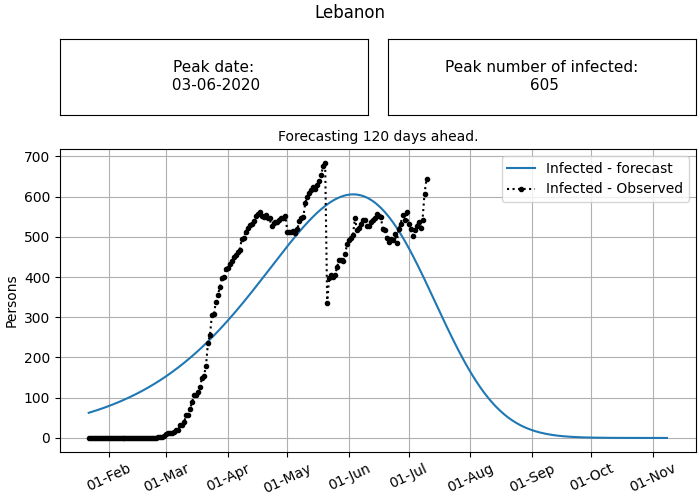 Lebanon
Peak date:
03-06-2020
Peak number of infected:
605
Forecasting 120 days ahead.
Infected - forecast
Infected - Observed
Persons
700
600
500
400
300
200
100
0
01-Feb
01-Mar
01-Apr
01-May
01-Jun
01-Jul
01-Aug
01-Sep
01-Oct
01-Nov